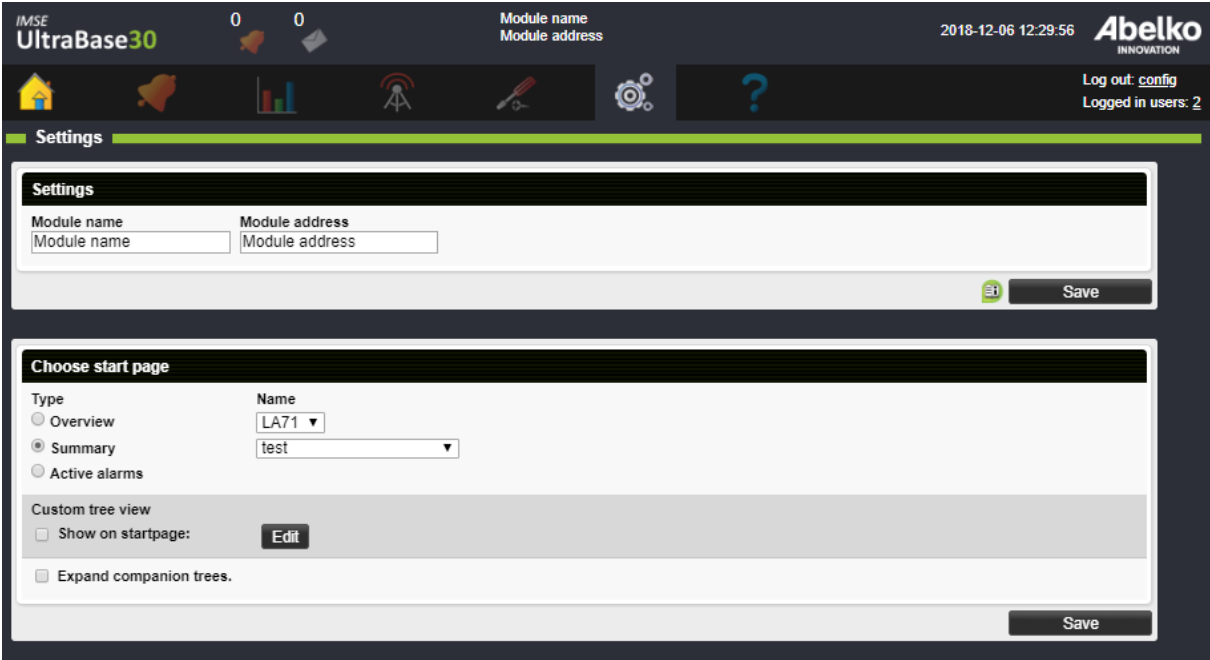 IMSE
UltraBase30
0
0
Module name
Module address
2018-12-06 12:29:56
Abelko
INNOVATION
?
Log out: config
Logged in users: 2
Settings
Settings
Module name
Module address
Module name
Module address
Save
Choose start page
Type
Name
Overview
LA71
Summary
test
Active alarms
Custom tree view
Show on startpage:
Edit
Expand companion trees.
Save